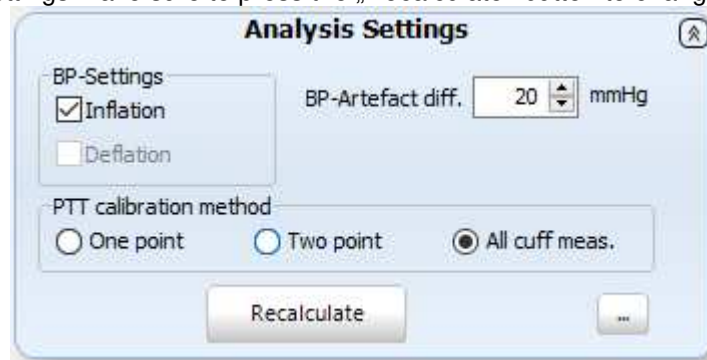 Analysis Settings
BP-Settings
Inflation
BP-Artefact diff. 20 mmHg
Deflation
PTT calibration method
One point Two point All cuff meas.
Recalculate ...